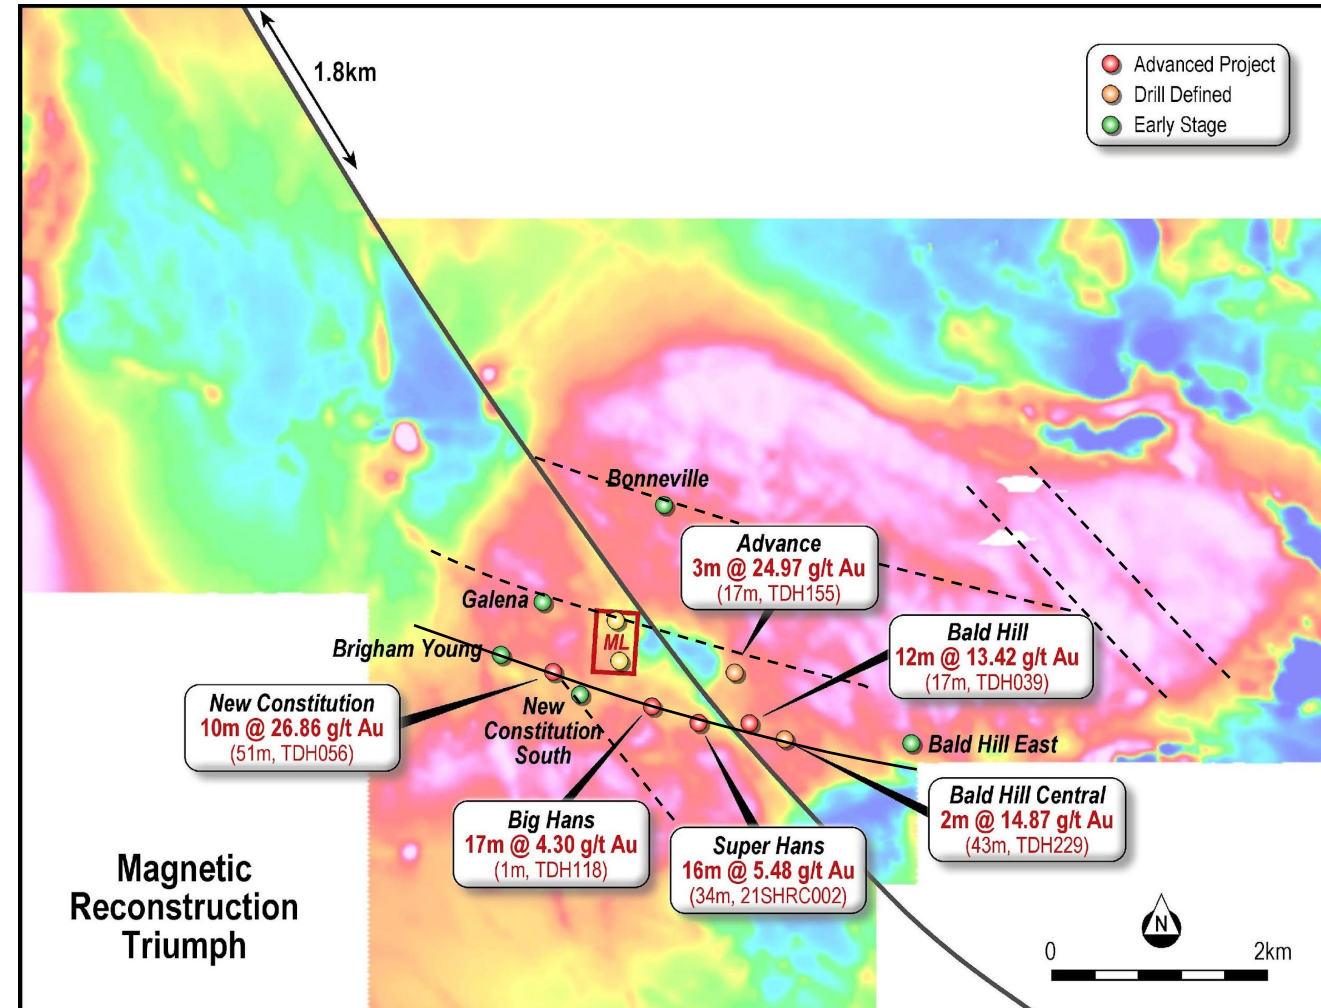 1.8km
Advanced Project
Drill Defined
Early Stage
Bonneville
Advance
3m @ 24.97 g/t Au
(17m, TDH155)
Galena
ML
Bald Hill
12m @ 13.42 g/t Au
(17m, TDH039)
Brigham Young
New Constitution
10m @ 26.86 g/t Au
(51m, TDH056)
New
Constitution
South
Bald Hill East
Big Hans
17m @ 4.30 g/t Au
(1m, TDH118)
Super Hans
16m @ 5.48 g/t Au
(34m, 21SHRC002)
Bald Hill Central
2m @ 14.87 g/t Au
(43m, TDH229)
Magnetic
Reconstruction
Triumph
N
0 2km